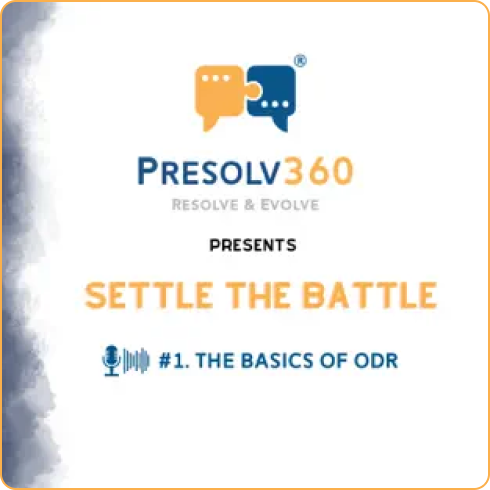 ®
PRESOLV360
RESOLVE & EVOLVE
PRESENTS
SETTLE THE BATTLE
#1. THE BASICS OF ODR